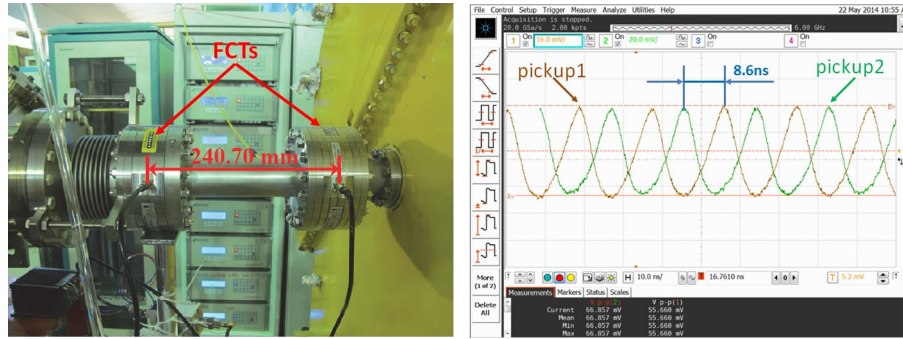 FCTs
240.70 mm
File Control Setup Trigger Measure Analyze Utilities Help
22 May 2014 10:55 A
Acquisition is stopped.
20.0 GSa/s 2.00 kpts
6.00 GHz
1 On 10.0 mV/
2 On 20.0 mV/
3 On
4 On
pickup1
8.6ns
pickup2
More
(1 of 2)
Delete
All
H 10.0 ns/
16.7610 ns
0
T 5.2 mV
Measurements Markers Status Scales
V p-p(2) V p-p(1)
Current 66.857 mV 55.660 mV
Mean 66.857 mV 55.660 mV
Min 66.857 mV 55.660 mV
Max 66.857 mV 55.660 mV